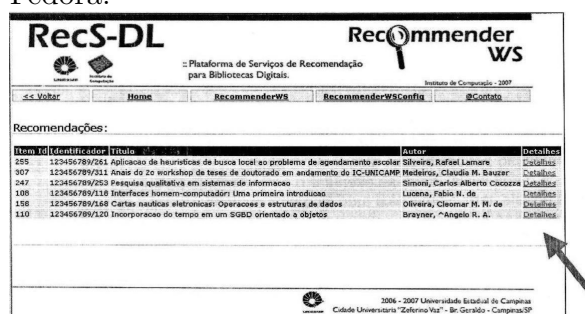 Fedora.
RecS-DL
Recommender
WS
:: Plataforma de Serviços de Recomendação
para Bibliotecas Digitais.
Instituto de Computação - 2007
<< Voltar Home RecommenderWS RecommenderWSConfig @Contato
Recomendações:
Item Id Identificador Título Autor Detalhes
255 123456789/261 Aplicacao de heuristicas de busca local ao problema de agendamento escolar Silveira, Rafael Lamare Detalhes
307 123456789/311 Anais do 2o workshop de teses de doutorado em andamento do IC-UNICAMP Medeiros, Claudia M. Bauzer Detalhes
247 123456789/253 Pesquisa qualitativa em sistemas de informacao Simoni, Carlos Alberto Cocozza Detalhes
108 123456789/118 Interfaces homem-computador: Uma primeira introducao Lucena, Fabio N. de Detalhes
158 123456789/168 Cartas nauticas eletronicas: Operacoes e estruturas de dados Oliveira, Cleomar M. M. de Detalhes
110 123456789/120 Incorporacao do tempo em um SGBD orientado a objetos Brayner, ^Angelo R. A. Detalhes
2006 - 2007 Universidade Estadual de Campinas
Cidade Universitária "Zeferino Vaz" - Br. Geraldo - Campinas/SP